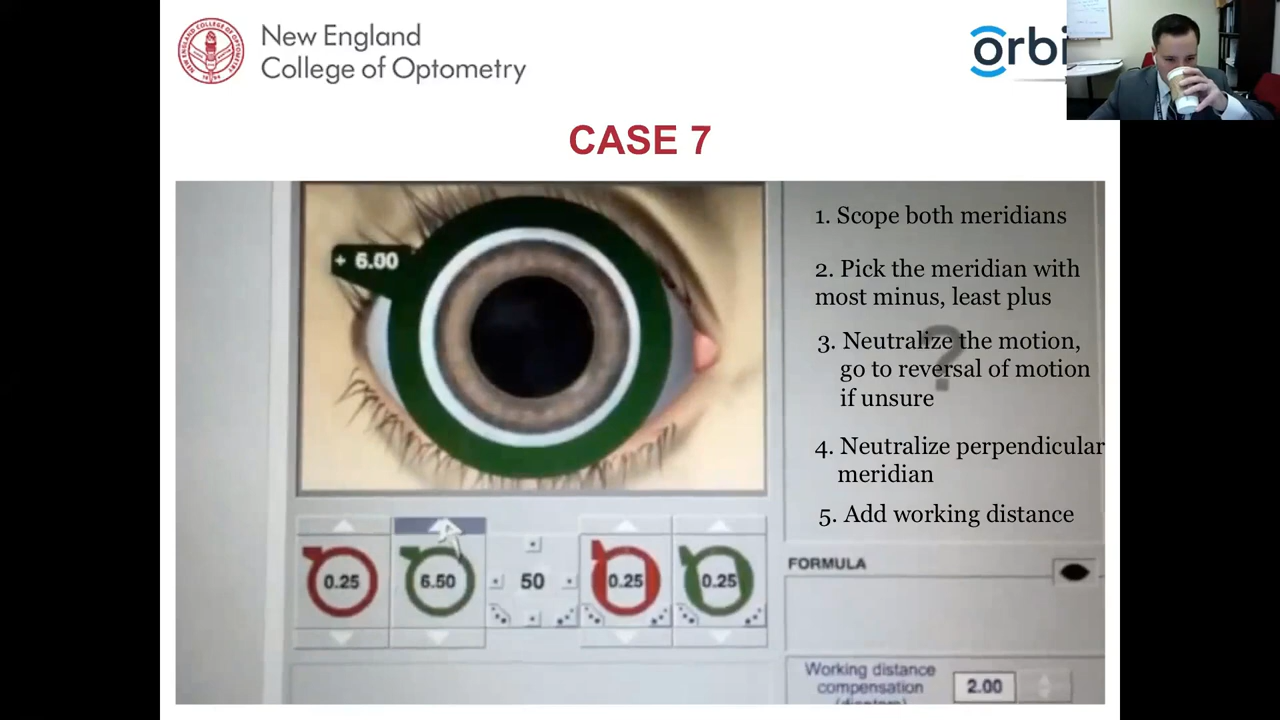 New England
College of Optometry
orbi
CASE 7
+ 6.00
1. Scope both meridians
2. Pick the meridian with
most minus, least plus
?
3. Neutralize the motion,
go to reversal of motion
if unsure
4. Neutralize perpendicular
meridian
5. Add working distance
0.25
6.50
50
0.25
0.25
FORMULA
Working distance
compensation
2.00